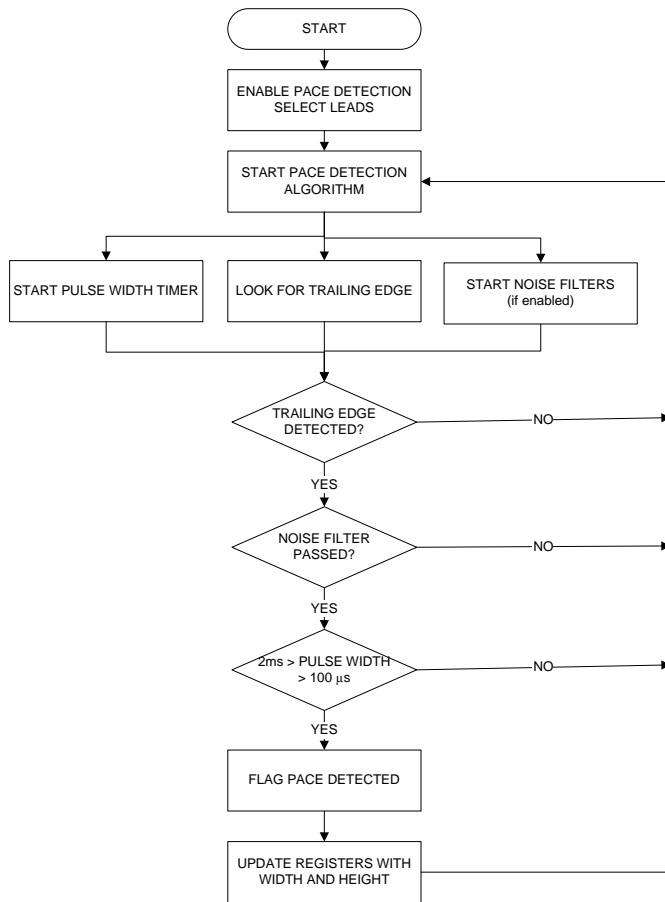 START
ENABLE PACE DETECTION
SELECT LEADS
START PACE DETECTION
ALGORITHM
START PULSE WIDTH TIMER
LOOK FOR TRAILING EDGE
START NOISE FILTERS
(if enabled)
TRAILING EDGE
DETECTED?
NO
YES
NOISE FILTER
PASSED?
NO
YES
2ms > PULSE WIDTH
> 100 μs
NO
YES
FLAG PACE DETECTED
UPDATE REGISTERS WITH
WIDTH AND HEIGHT